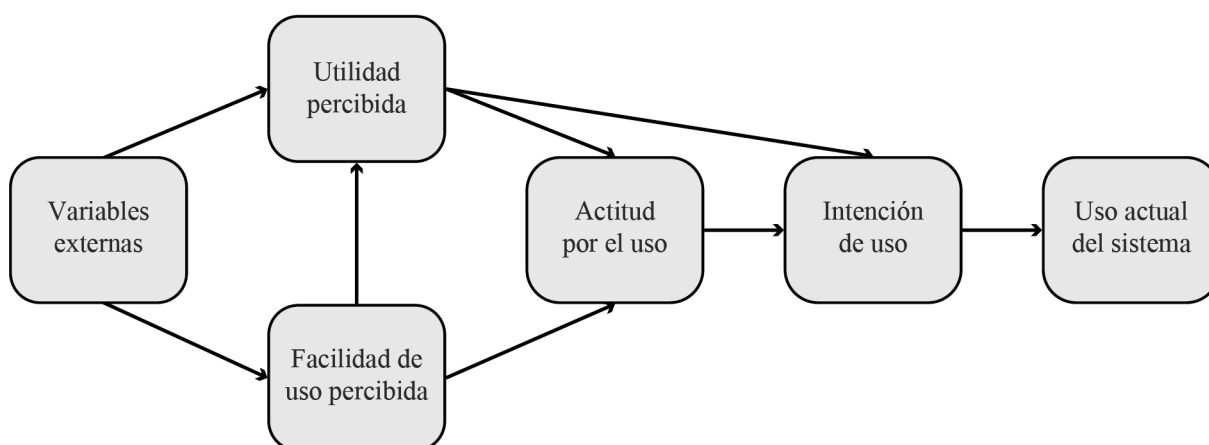 Utilidad
percibida
Variables
externas
Actitud
por el uso
Intención
de uso
Uso actual
del sistema
Facilidad de
uso percibida